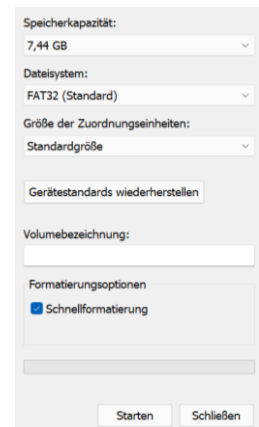 Speicherkapazität:
7,44 GB
Dateisystem:
FAT32 (Standard)
Größe der Zuordnungseinheiten:
Standardgröße
Gerätestandards wiederherstellen
Volumebezeichnung:
Formatierungsoptionen
Schnellformatierung
Starten Schließen